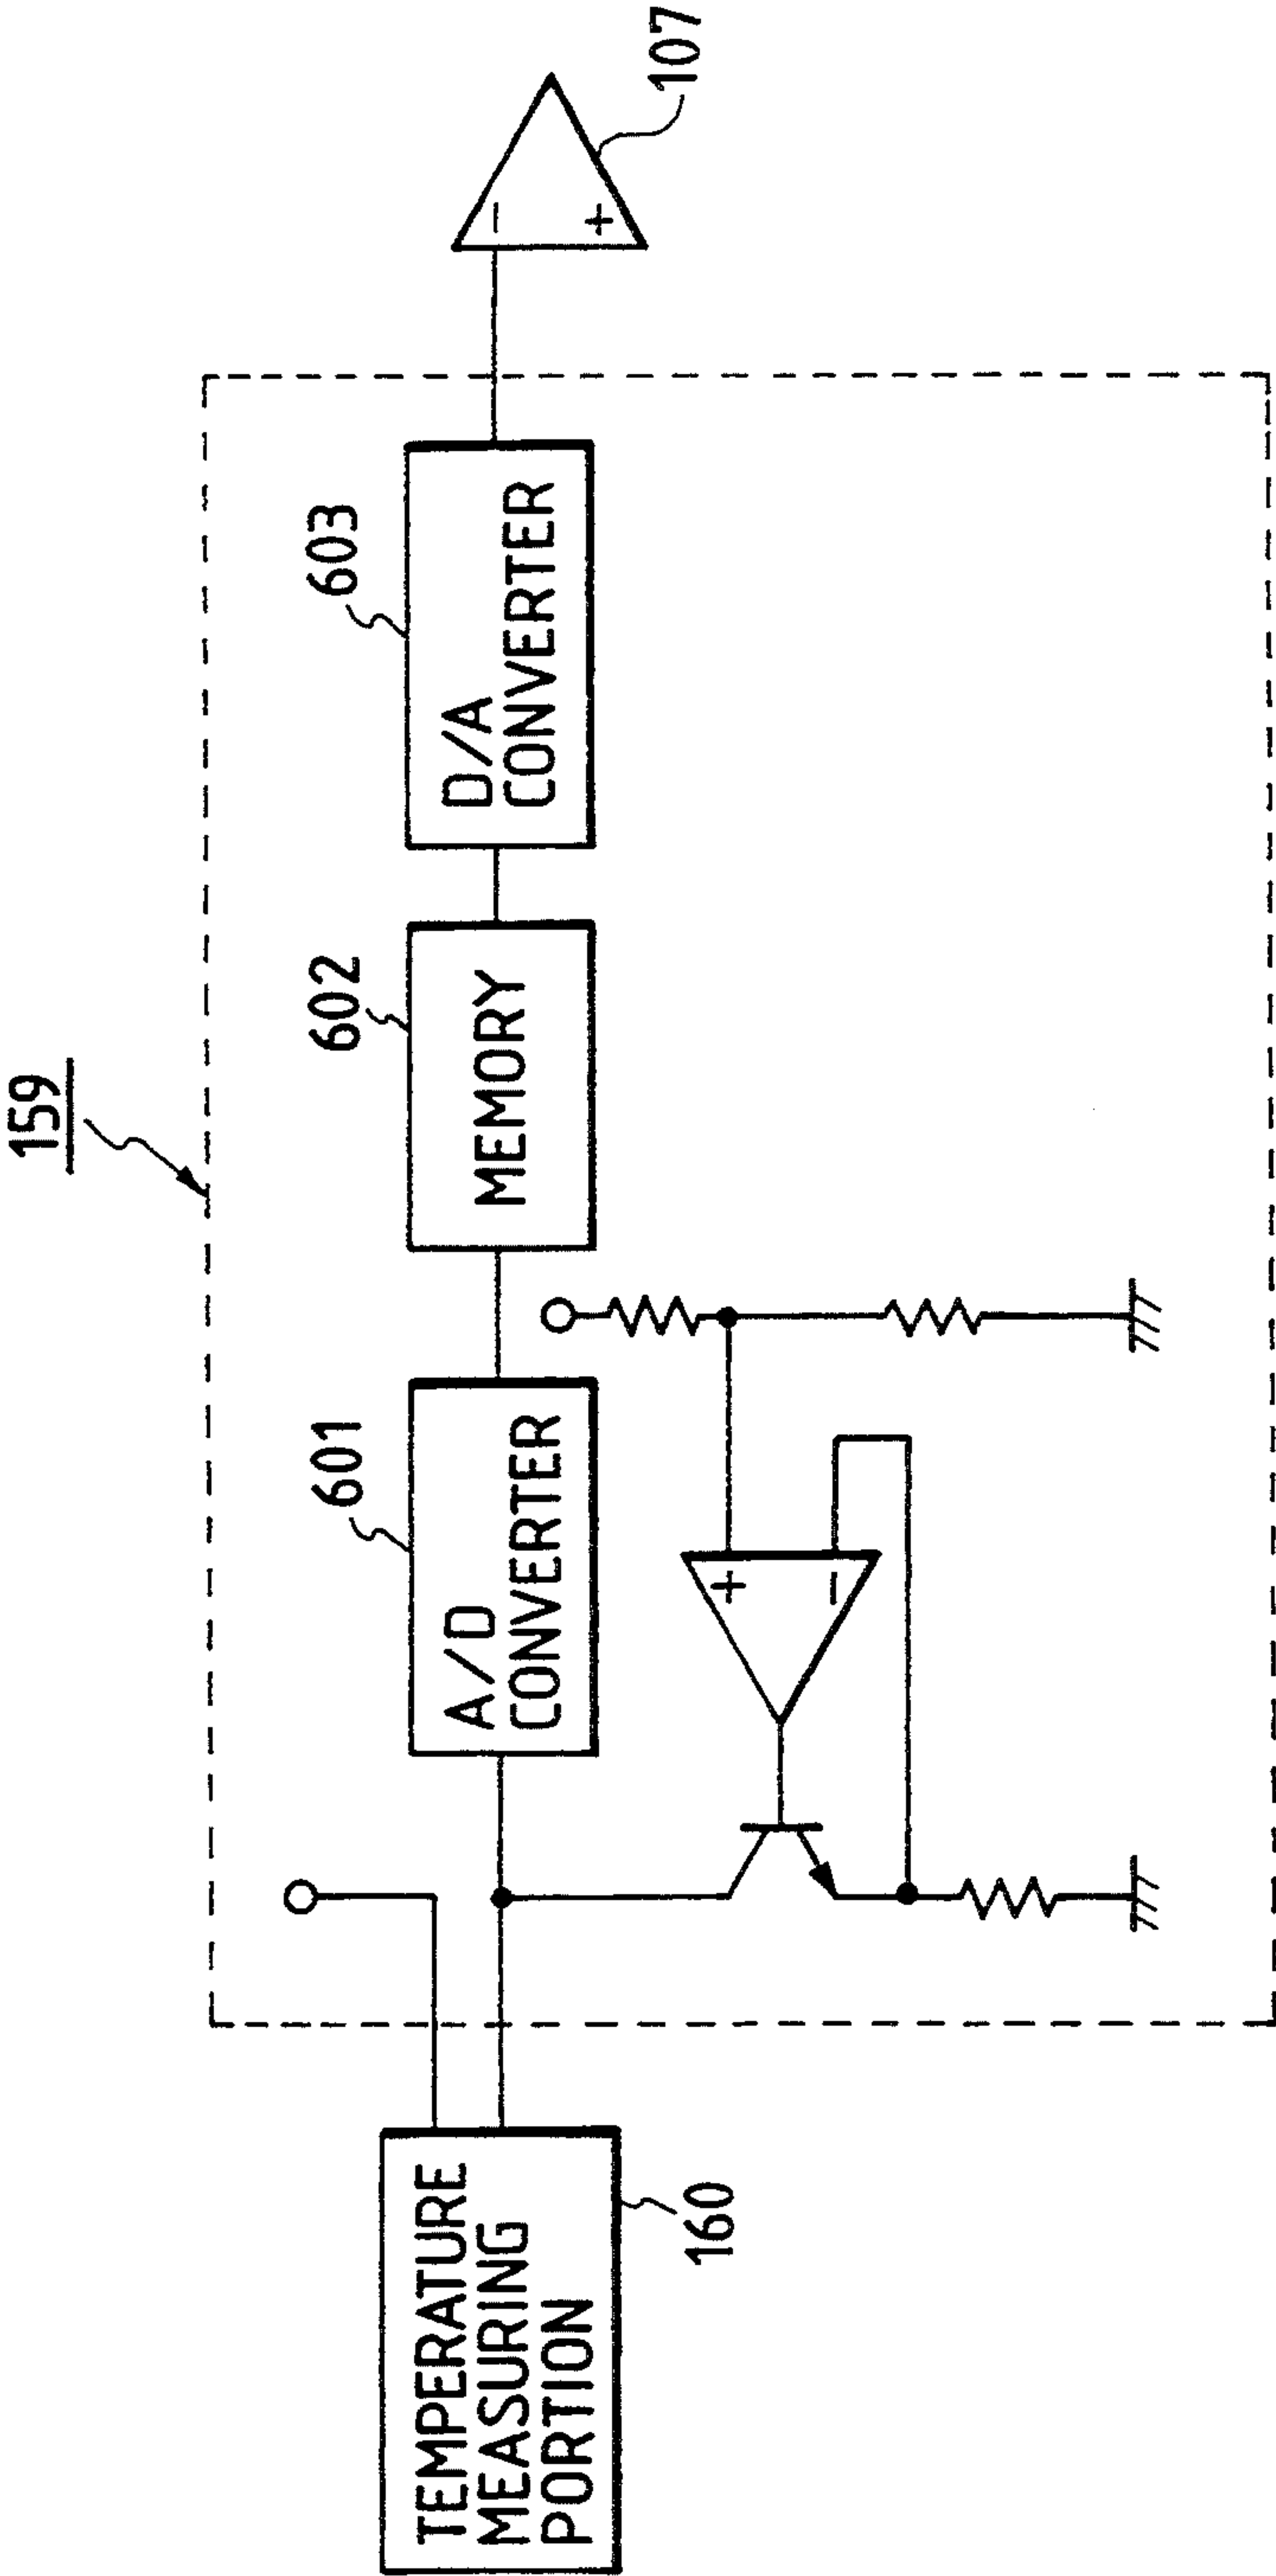 159
TEMPERATURE
MEASURING
PORTION
160
A/D
CONVERTER
601
MEMORY
602
D/A
CONVERTER
603
+
−
−
+
107